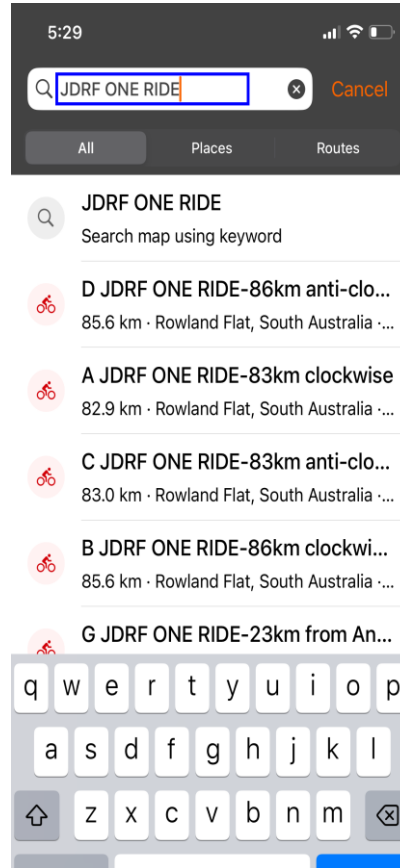 5:29
JDRF ONE RIDE
Cancel
All Places Routes
JDRF ONE RIDE
Search map using keyword
D JDRF ONE RIDE-86km anti-clo...
85.6 km · Rowland Flat, South Australia ·...
A JDRF ONE RIDE-83km clockwise
82.9 km · Rowland Flat, South Australia ·...
C JDRF ONE RIDE-83km anti-clo...
83.0 km · Rowland Flat, South Australia ·...
B JDRF ONE RIDE-86km clockwi...
85.6 km · Rowland Flat, South Australia ·...
G JDRF ONE RIDE-23km from An...
q w e r t y u i o p
a s d f g h j k l
z x c v b n m